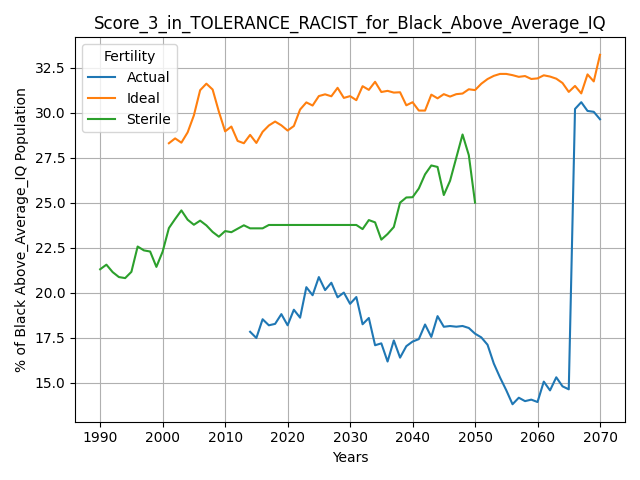 Score_3_in_TOLERANCE_RACIST_for_Black_Above_Average_IQ
Fertility
Actual
Ideal
Sterile
% of Black Above_Average_IQ Population
32.5
30.0
27.5
25.0
22.5
20.0
17.5
15.0
1990 2000 2010 2020 2030 2040 2050 2060 2070
Years